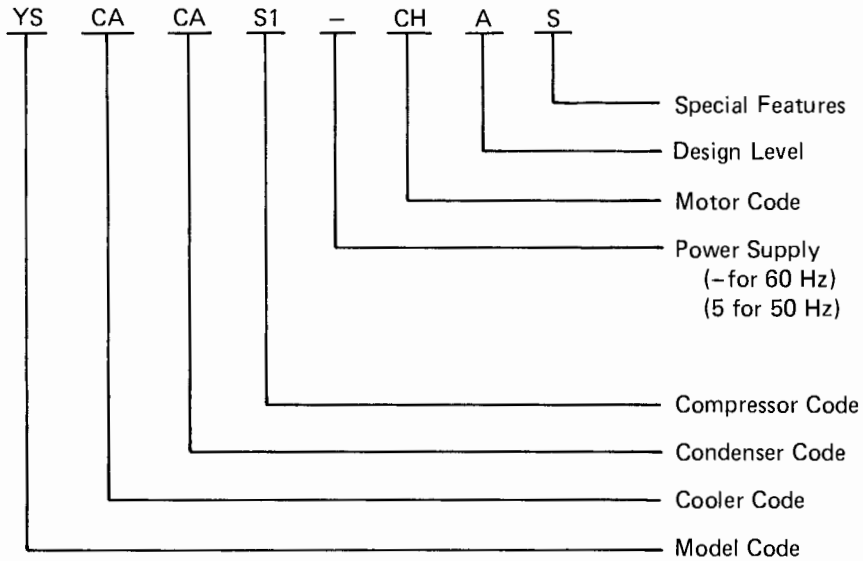 YS CA CA S1 – CH A S
Special Features
Design Level
Motor Code
Power Supply
(–for 60 Hz)
(5 for 50 Hz)
Compressor Code
Condenser Code
Cooler Code
Model Code